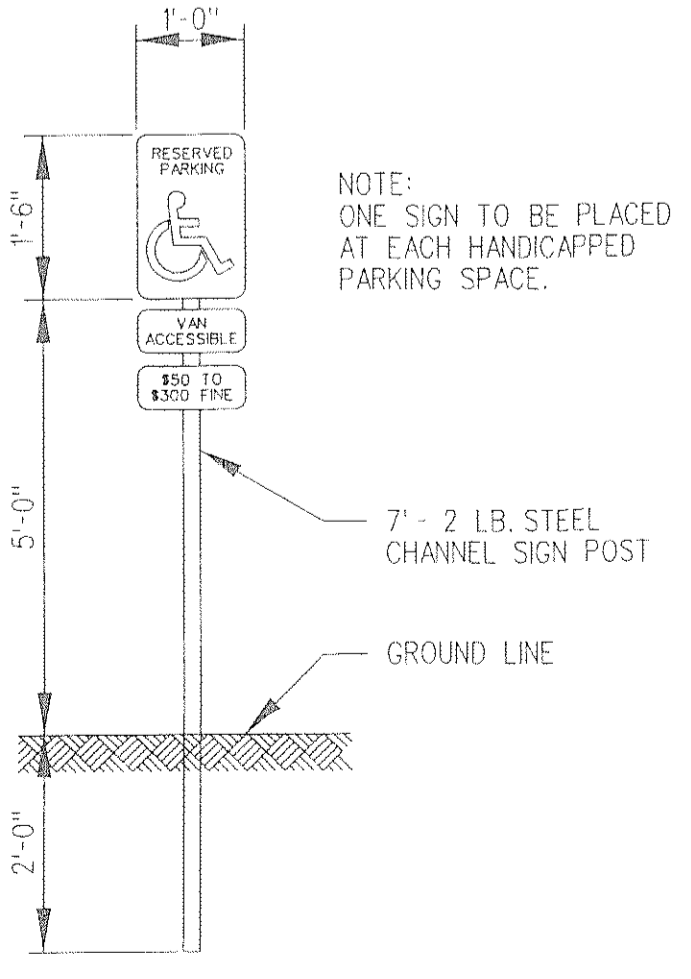 1'-0"
RESERVED
PARKING
1'-6"
NOTE:
ONE SIGN TO BE PLACED
AT EACH HANDICAPPED
PARKING SPACE.
VAN
ACCESSIBLE
$50 TO
$300 FINE
5'-0"
7'- 2 LB. STEEL
CHANNEL SIGN POST
GROUND LINE
2'-0"